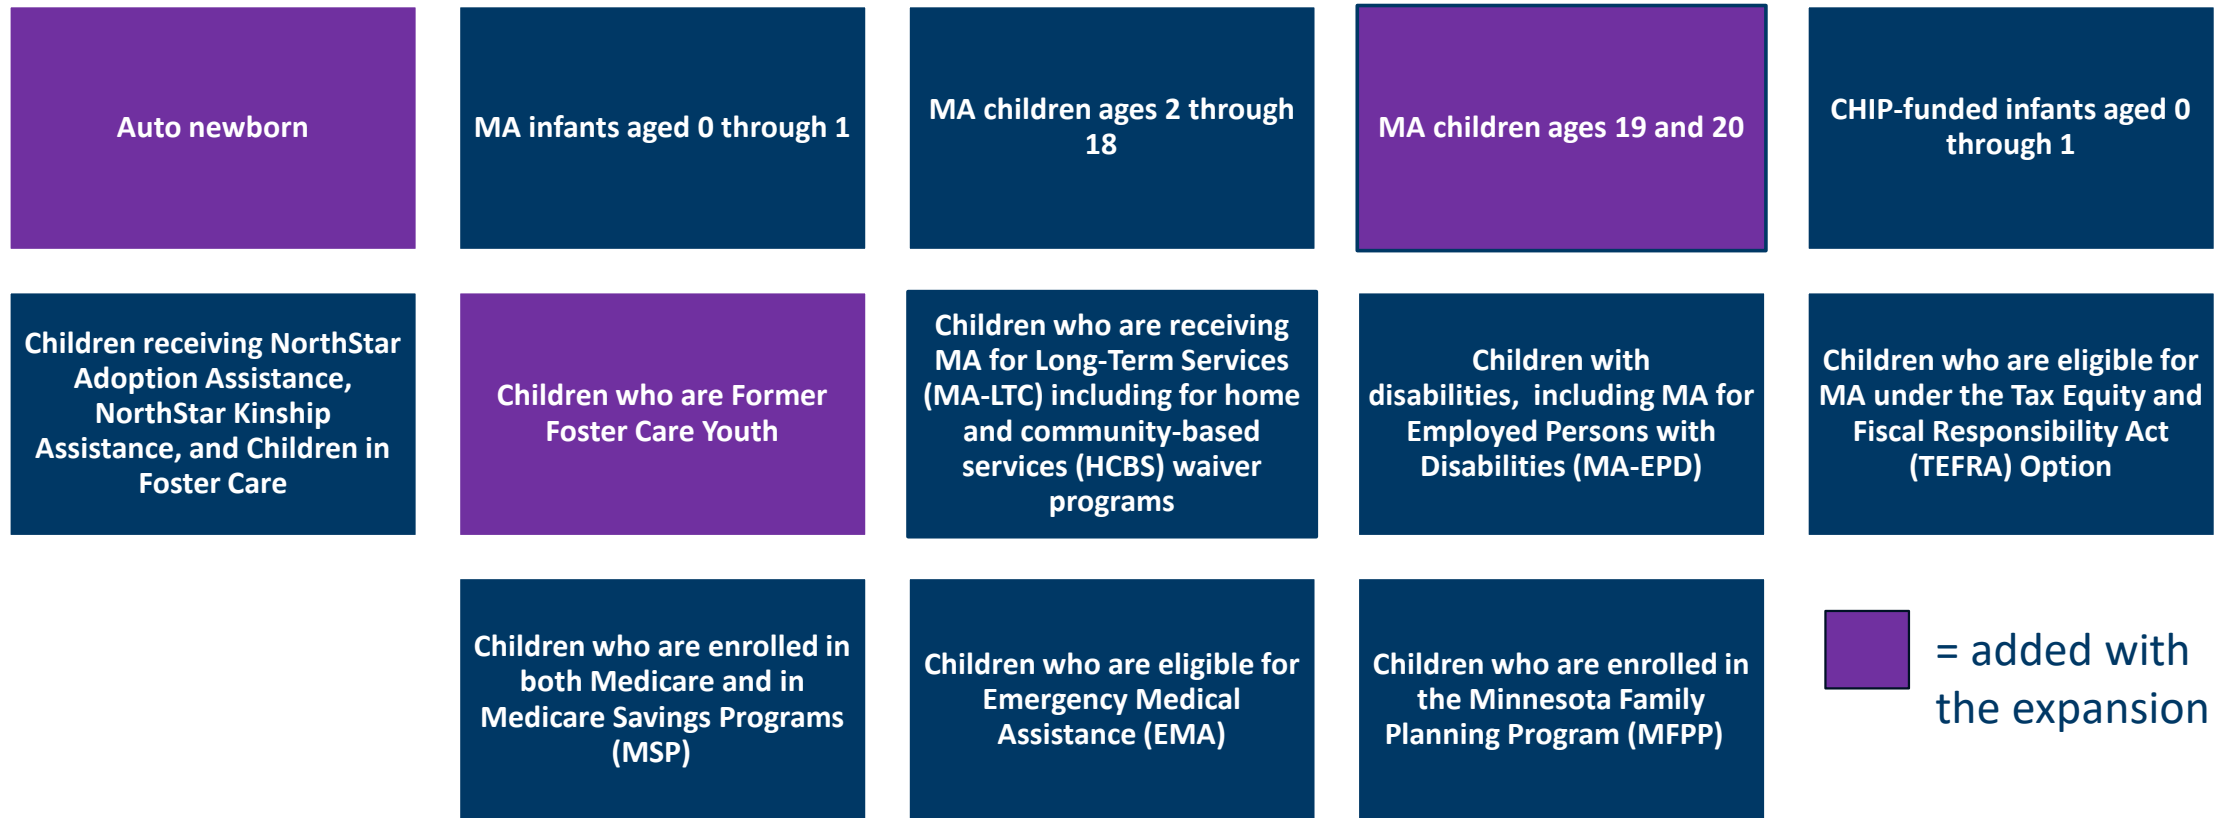 Auto newborn
MA infants aged 0 through 1
MA children ages 2 through
18
MA children ages 19 and 20
CHIP-funded infants aged 0
through 1
Children receiving NorthStar
Adoption Assistance,
NorthStar Kinship
Assistance, and Children in
Foster Care
Children who are Former
Foster Care Youth
Children who are receiving
MA for Long-Term Services
(MA-LTC) including for home
and community-based
services (HCBS) waiver
programs
Children with
disabilities,  including MA for
Employed Persons with
Disabilities (MA-EPD)
Children who are eligible for
MA under the Tax Equity and
Fiscal Responsibility Act
(TEFRA) Option
Children who are enrolled in
both Medicare and in
Medicare Savings Programs
(MSP)
Children who are eligible for
Emergency Medical
Assistance (EMA)
Children who are enrolled in
the Minnesota Family
Planning Program (MFPP)
= added with
the expansion